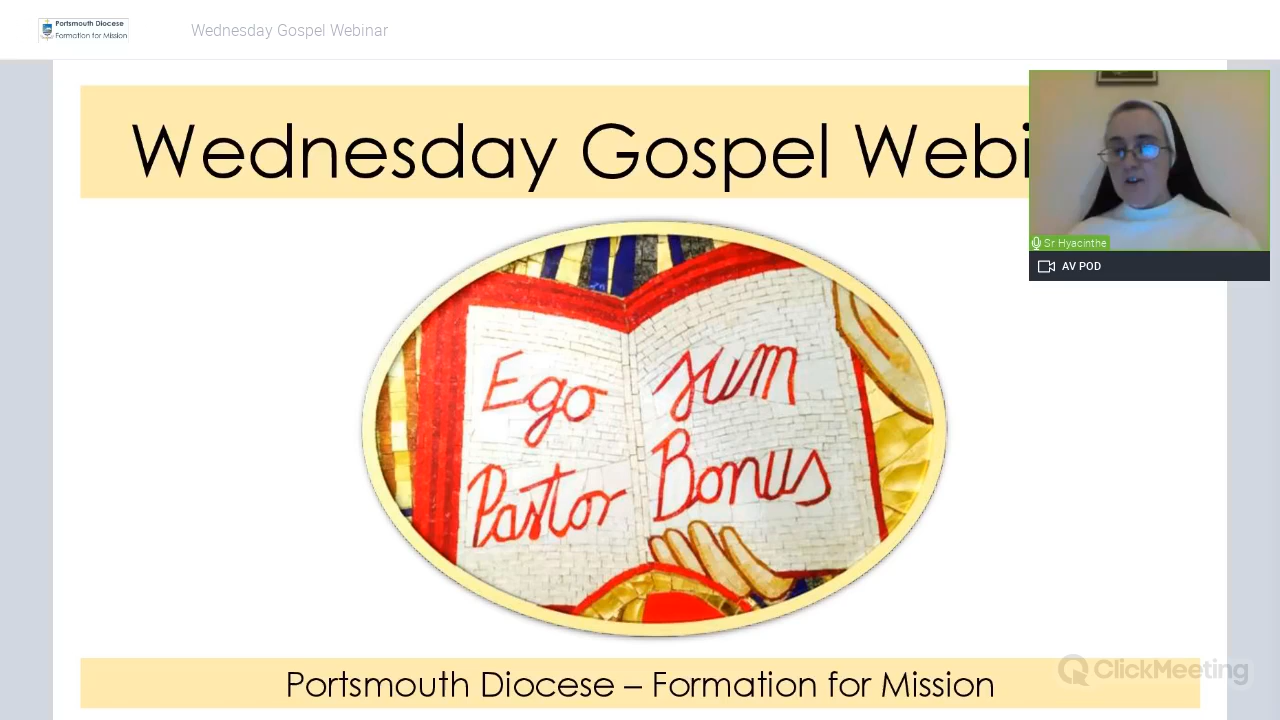 Portsmouth Diocese
Formation for Mission
Wednesday Gospel Webinar
Wednesday Gospel Webi
Sr Hyacinthe
AV POD
Ego sum
Pastor Bonus
ClickMeeting
Portsmouth Diocese – Formation for Mission